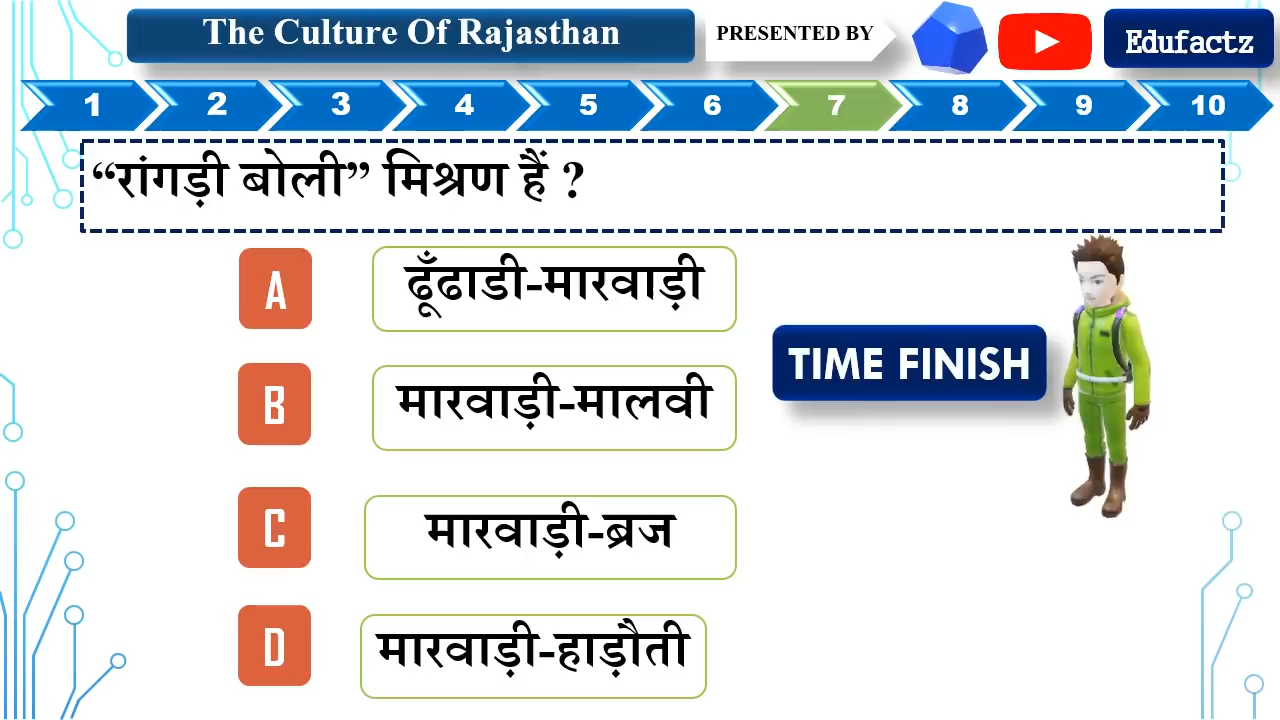 The Culture Of Rajasthan
PRESENTED BY
Edufactz
1 2 3 4 5 6 7 8 9 10
“रांगड़ी बोली” मिश्रण हैं ?
A ढूँढाडी-मारवाड़ी
B मारवाड़ी-मालवी
TIME FINISH
C मारवाड़ी-ब्रज
D मारवाड़ी-हाड़ौती